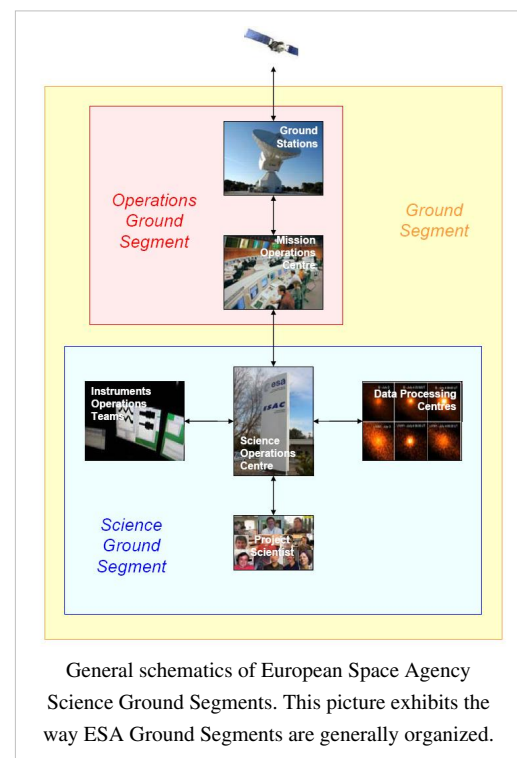 Ground
Stations
Operations
Ground
Segment
Ground
Segment
Mission
Operations
Centre
Instruments
Operations
Teams
esa
ESAC
Science
Operations
Centre
Data Processing
Centres
Science
Ground
Segment
Project
Scientist
General schematics of European Space Agency
Science Ground Segments. This picture exhibits the
way ESA Ground Segments are generally organized.